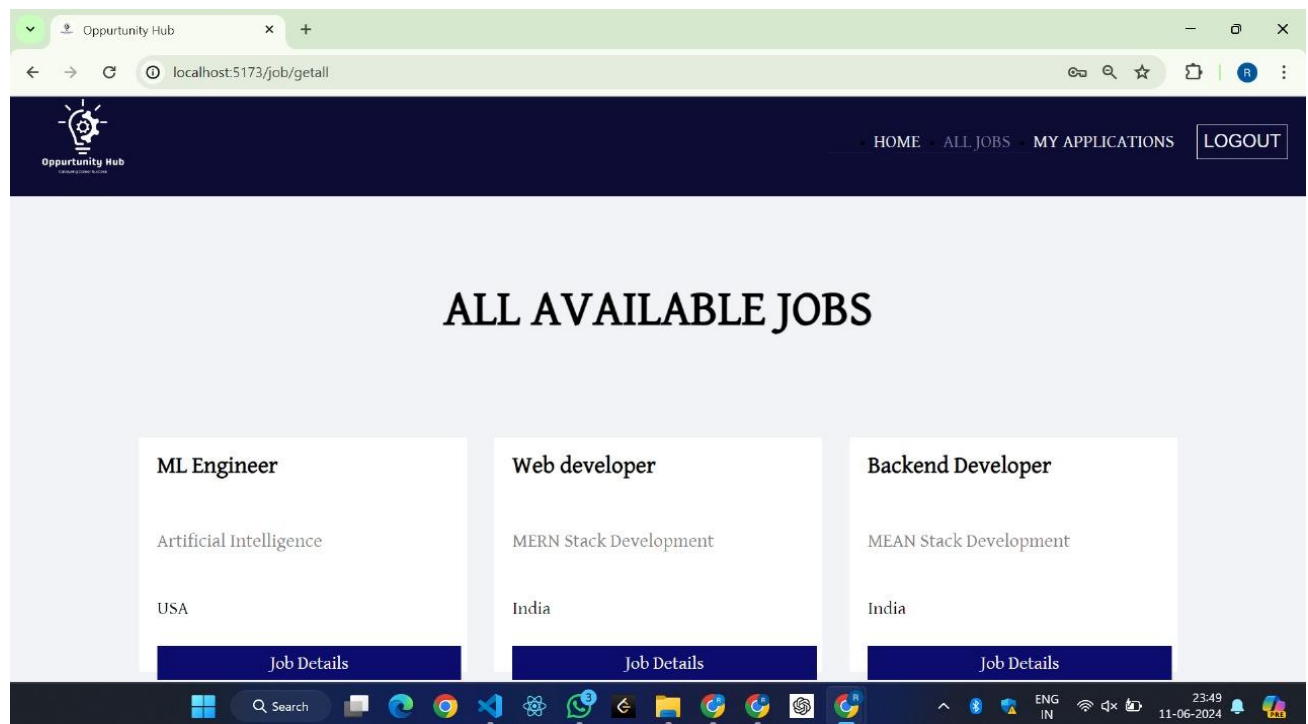 Oppurtunity Hub
localhost:5173/job/getall
R
Oppurtunity Hub
HOME ALL JOBS MY APPLICATIONS LOGOUT
ALL AVAILABLE JOBS
ML Engineer Web developer Backend Developer
Artificial Intelligence MERN Stack Development MEAN Stack Development
USA India India
Job Details Job Details Job Details
Search 3 ENG 23:49
IN 11-06-2024 PRE